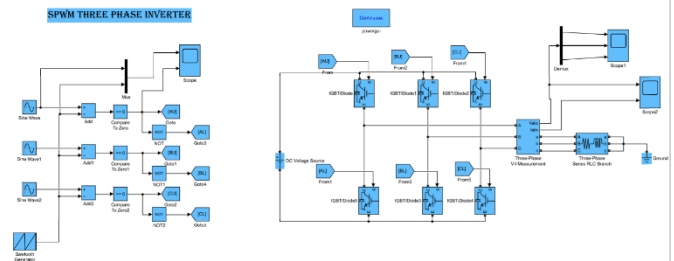 SPWM THREE PHASE INVERTER
Continuous
powergui
Scope
Mux
Sine Wave
Add
Compare
To Zero
[AU]
Goto
NOT
NOT
[AL]
Goto3
Sine Wave1
Add1
Compare
To Zero1
[BU]
Goto1
NOT
NOT1
[BL]
Goto4
Sine Wave2
Add2
Compare
To Zero2
[CU]
Goto2
NOT
NOT2
[CL]
Sawtooth
Generator
[AU]
From
[BU]
From2
From4
IGBT/Diode
IGBT/Diode1
IGBT/Diode2
Demux
Scope1
Scope2
DC Voltage Source
Three-Phase
V-I Measurement
Three-Phase
Series RLC Branch
Ground
[AL]
From1
[BL]
From3
[CL]
IGBT/Diode5
IGBT/Diode3
IGBT/Diode4